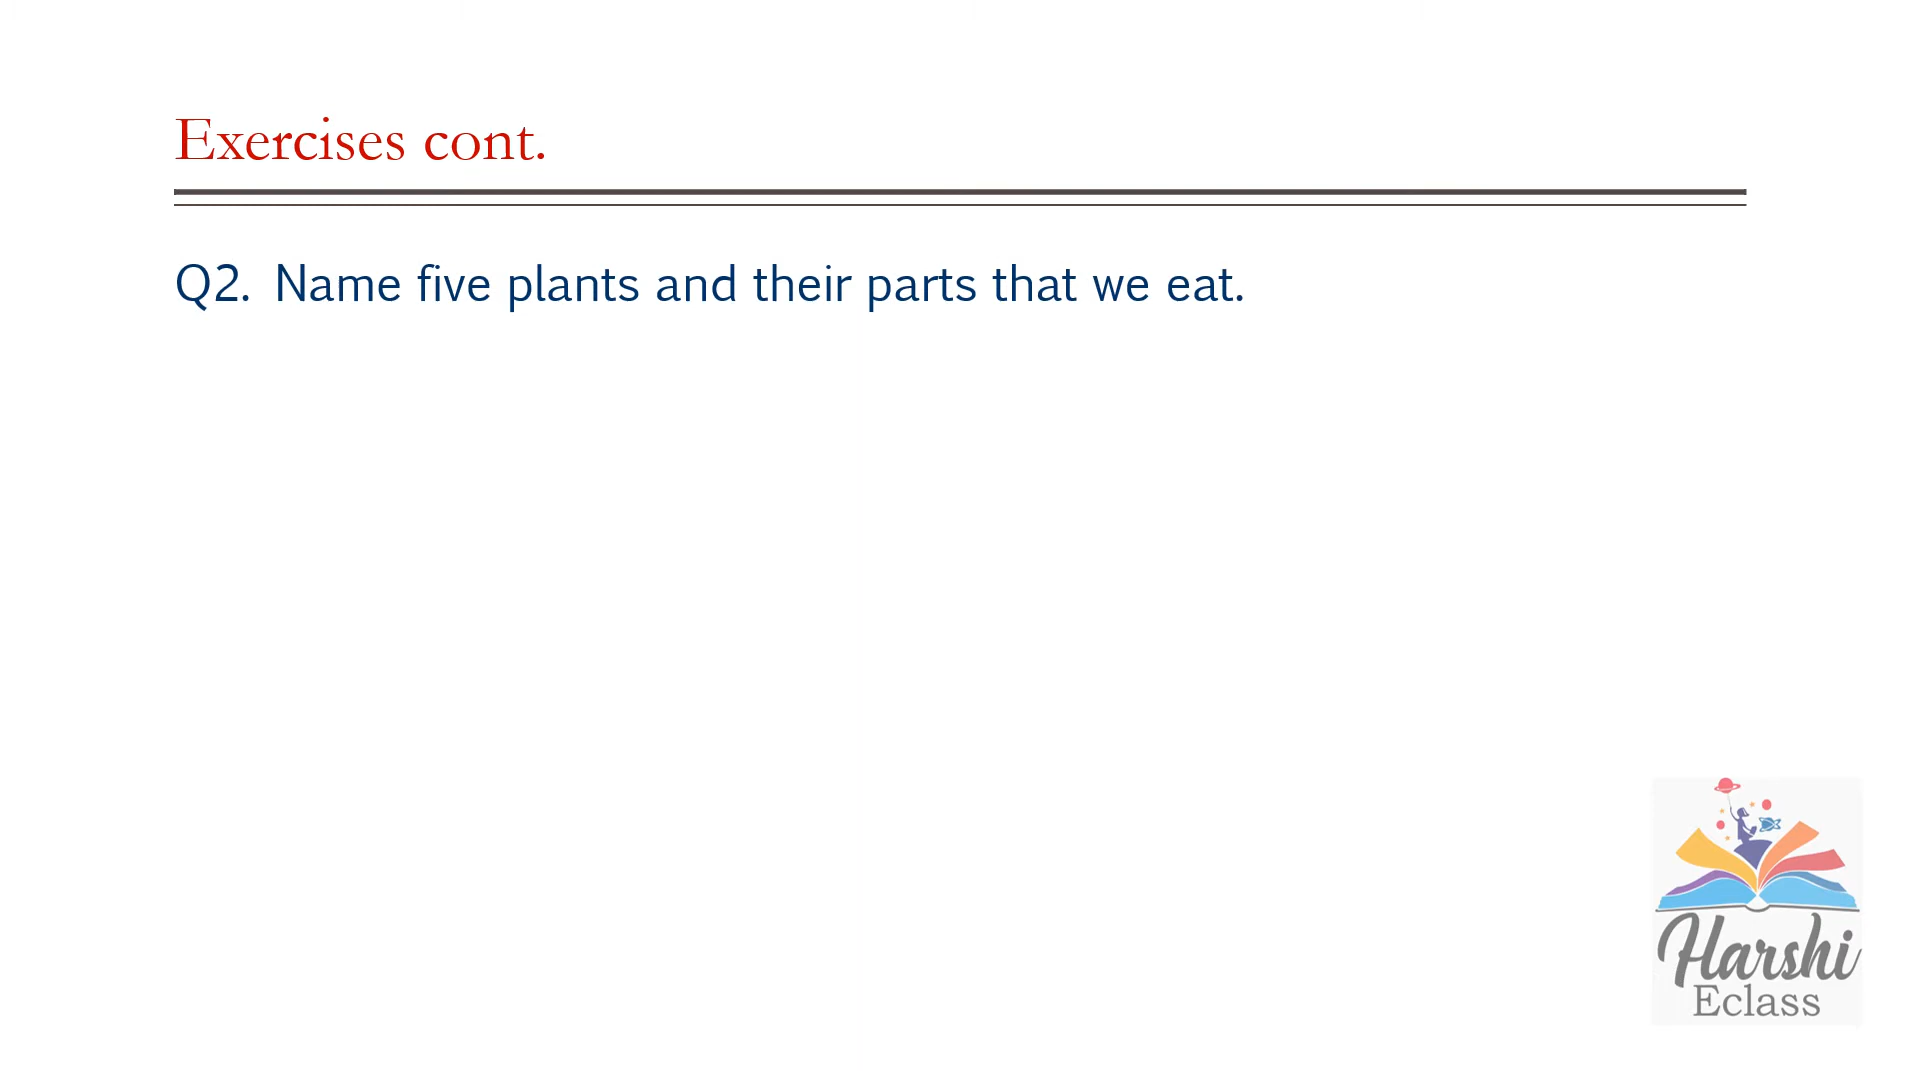 Exercises cont.
Q2. Name five plants and their parts that we eat.
Harshi
Eclass